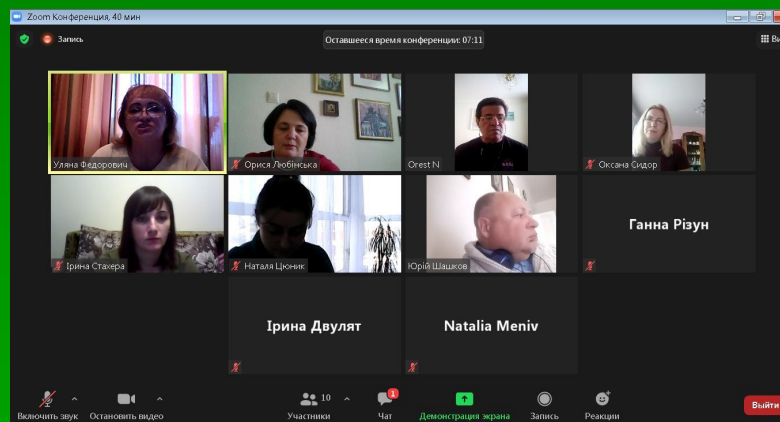 Zoom Конференция, 40 мин
Запись
Оставшееся время конференции: 07:11
Ви
Уляна Федорович
Орися Любінська
Orest N
Оксана Сидор
Ірина Стахера
Наталя Цюник
Юрій Шашков
Ганна Різун
Ірина Двулят
Natalia Meniv
10
1
Включить звук
Остановить видео
Участники
Чат
Демонстрация экрана
Запись
Реакции
Выйти